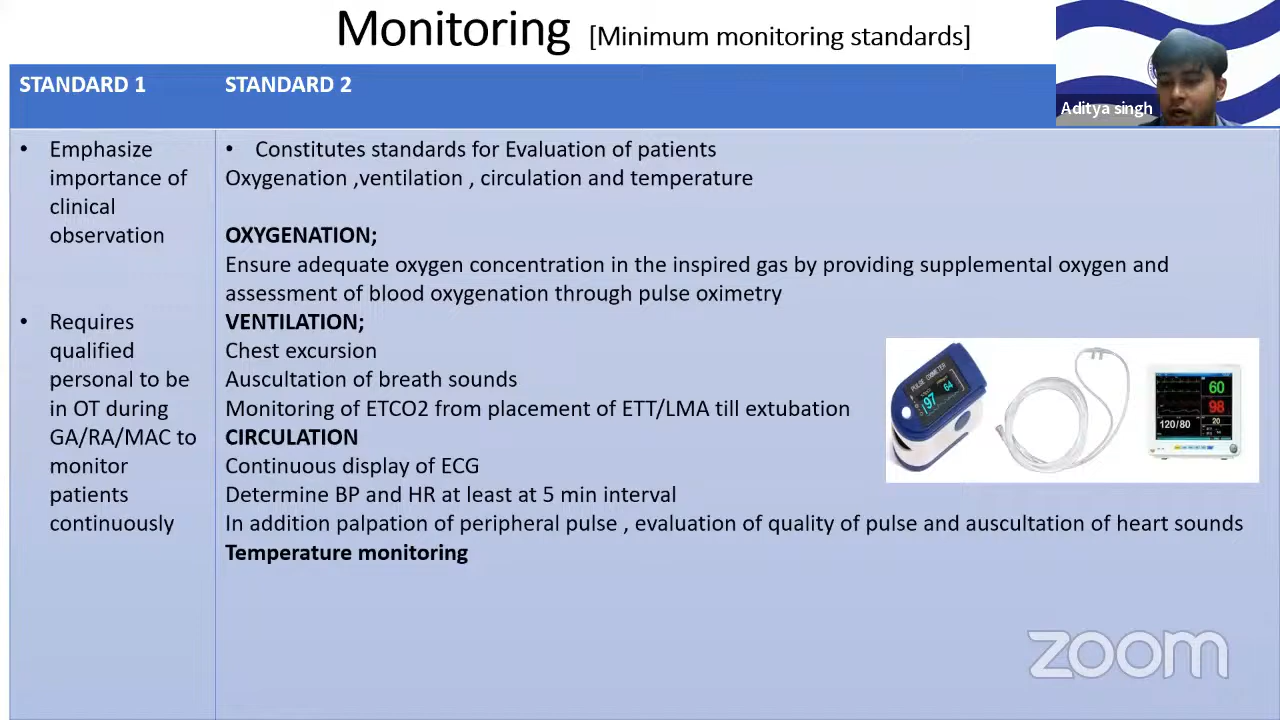 Monitoring [Minimum monitoring standards]
Aditya singh
STANDARD 1
STANDARD 2
• Emphasize
importance of
clinical
observation
• Requires
qualified
personal to be
in OT during
GA/RA/MAC to
monitor
patients
continuously
• Constitutes standards for Evaluation of patients
Oxygenation ,ventilation , circulation and temperature
OXYGENATION;
Ensure adequate oxygen concentration in the inspired gas by providing supplemental oxygen and
assessment of blood oxygenation through pulse oximetry
VENTILATION;
Chest excursion
Auscultation of breath sounds
Monitoring of ETCO2 from placement of ETT/LMA till extubation
CIRCULATION
Continuous display of ECG
Determine BP and HR at least at 5 min interval
In addition palpation of peripheral pulse , evaluation of quality of pulse and auscultation of heart sounds
Temperature monitoring
PULSE OXIMETER
97
64
60
98
120/80
20
zoom